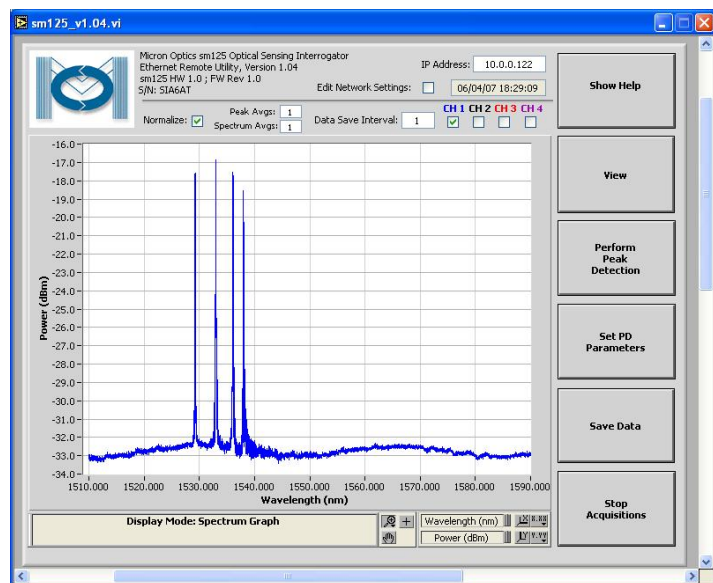 sm125_v1.04.vi
Micron Optics sm125 Optical Sensing Interrogator
Ethernet Remote Utility, Version 1.04
sm125 HW 1.0 ; FW Rev 1.0
S/N: SIA6AT
IP Address: 10.0.0.122
Edit Network Settings: 06/04/07 18:29:09
Normalize: Peak Avgs: 1
Spectrum Avgs: 1
Data Save Interval: 1
CH 1 CH 2 CH 3 CH 4
Show Help
View
Perform
Peak
Detection
Set PD
Parameters
Save Data
Stop
Acquisitions
Power (dBm)
-16.0
-17.0
-18.0
-19.0
-20.0
-21.0
-22.0
-23.0
-24.0
-25.0
-26.0
-27.0
-28.0
-29.0
-30.0
-31.0
-32.0
-33.0
-34.0
1510.000 1520.000 1530.000 1540.000 1550.000 1560.000 1570.000 1580.000 1590.000
Wavelength (nm)
Display Mode: Spectrum Graph
Wavelength (nm)
Power (dBm)